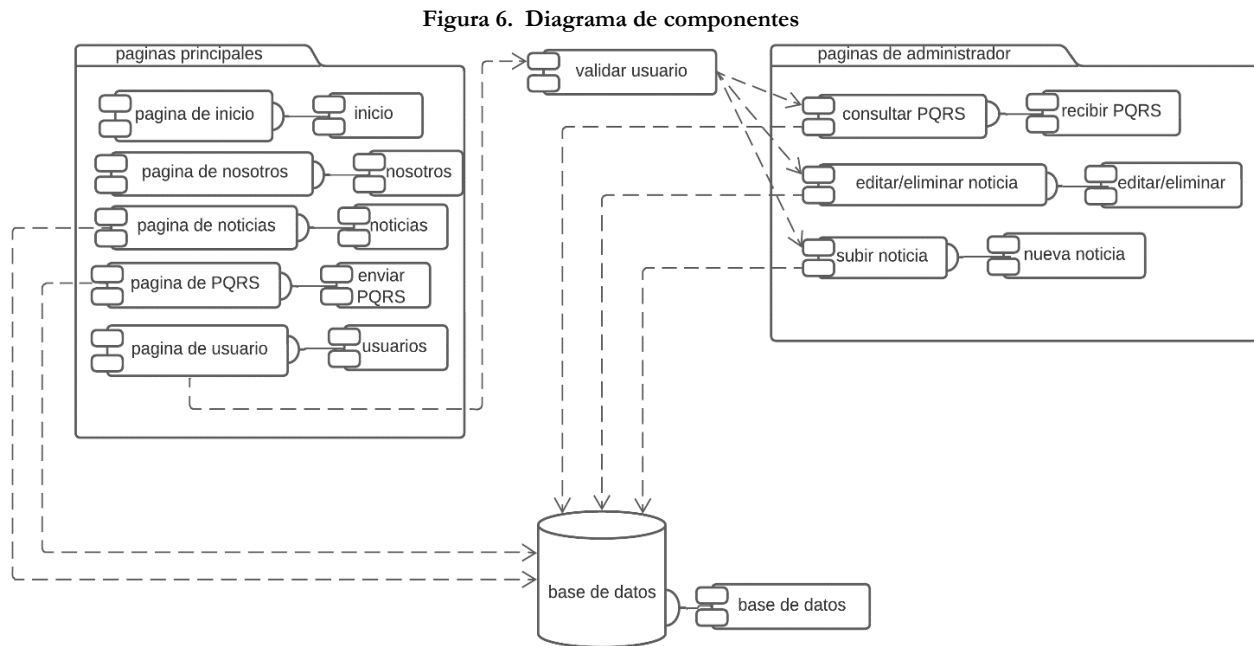 Figura 6. Diagrama de componentes
paginas principales
pagina de inicio
inicio
pagina de nosotros
nosotros
pagina de noticias
noticias
pagina de PQRS
enviar
PQRS
pagina de usuario
usuarios
validar usuario
paginas de administrador
consultar PQRS
recibir PQRS
editar/eliminar noticia
editar/eliminar
subir noticia
nueva noticia
base de datos
base de datos